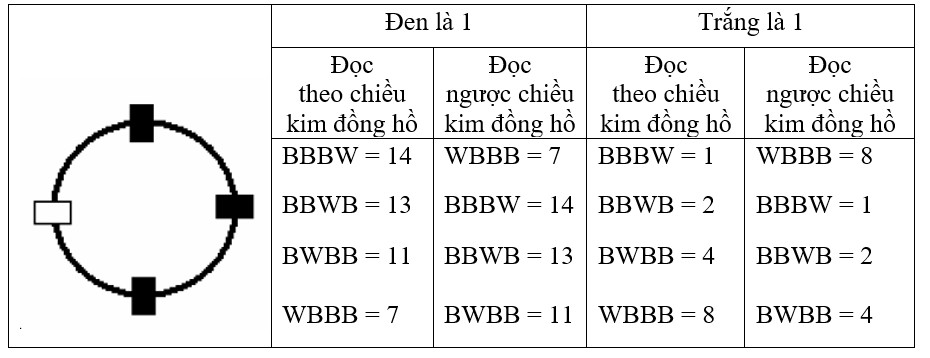 Đen là 1 Trắng là 1
Đọc theo chiều kim đồng hồ Đọc ngược chiều kim đồng hồ Đọc theo chiều kim đồng hồ Đọc ngược chiều kim đồng hồ
BBBW = 14 WBBB = 7 BBBW = 1 WBBB = 8
BBWB = 13 BBBW = 14 BBWB = 2 BBBW = 1
BWBB = 11 BBWB = 13 BWBB = 4 BBWB = 2
WBBB = 7 BWBB = 11 WBBB = 8 BWBB = 4